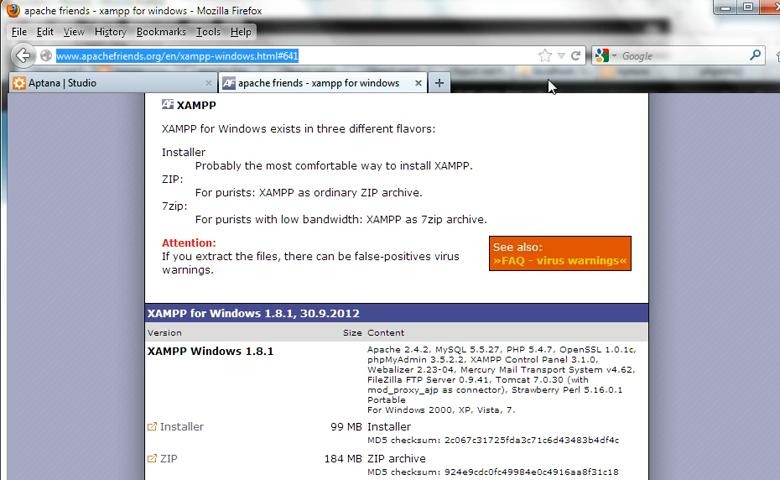 apache friends - xampp for windows - Mozilla Firefox
File Edit View History Bookmarks Tools Help
www.apachefriends.org/en/xampp-windows.html#641 Google
Aptana | Studio apache friends - xampp for windows
XAMPP
XAMPP for Windows exists in three different flavors:
Installer
Probably the most comfortable way to install XAMPP.
ZIP:
For purists: XAMPP as ordinary ZIP archive.
7zip:
For purists with low bandwidth: XAMPP as 7zip archive.
Attention:
If you extract the files, there can be false-positives virus
warnings.
See also:
»FAQ - virus warnings«
XAMPP for Windows 1.8.1, 30.9.2012
Version Size Content
XAMPP Windows 1.8.1 Apache 2.4.2, MySQL 5.5.27, PHP 5.4.7, OpenSSL 1.0.1c,
phpMyAdmin 3.5.2.2, XAMPP Control Panel 3.1.0,
Webalizer 2.23-04, Mercury Mail Transport System v4.62,
FileZilla FTP Server 0.9.41, Tomcat 7.0.30 (with
mod_proxy_ajp as connector), Strawberry Perl 5.16.0.1
Portable
For Windows 2000, XP, Vista, 7.
Installer 99 MB Installer
MD5 checksum: 2c067c31725fda3c71c6d43483b4df4c
ZIP 184 MB ZIP archive
MD5 checksum: 924e9cdc0fc49984e0c4916aa8f31c18